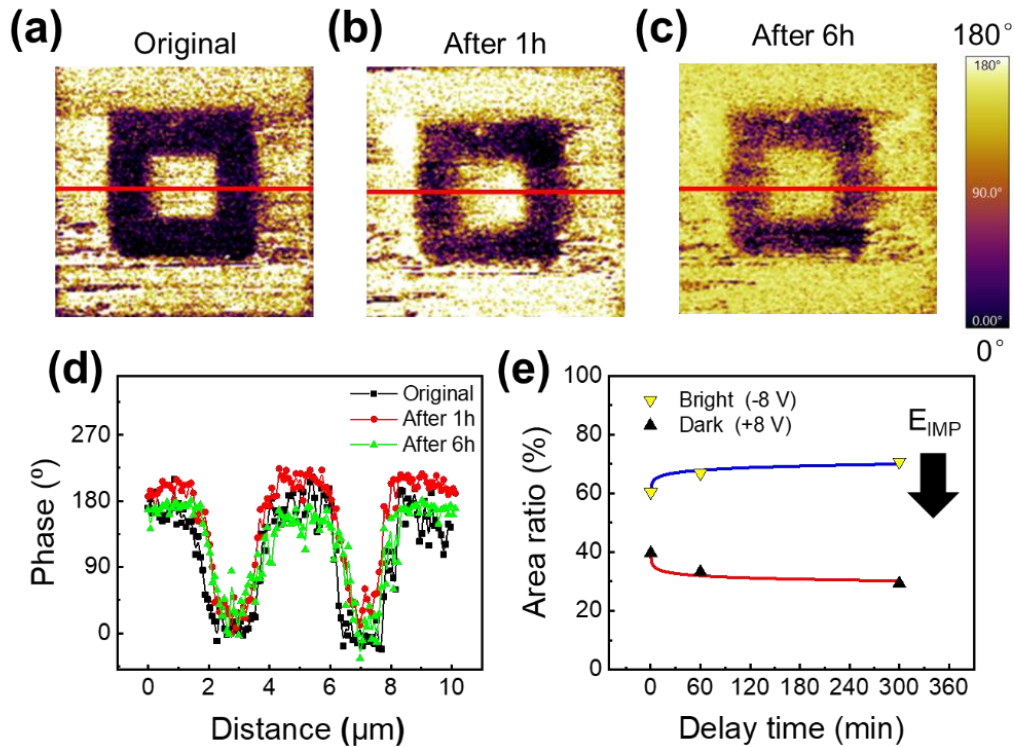 (a)
Original
(b)
After 1h
(c)
After 6h
180°
180°
90.0°
0.00°
0°
(d)
Original
After 1h
After 6h
270
180
90
0
Phase (º)
0 2 4 6 8 10
Distance (μm)
(e)
100
80
60
40
20
0
Area ratio (%)
Bright (-8 V)
Dark (+8 V)
E_IMP
0 60 120 180 240 300 360
Delay time (min)